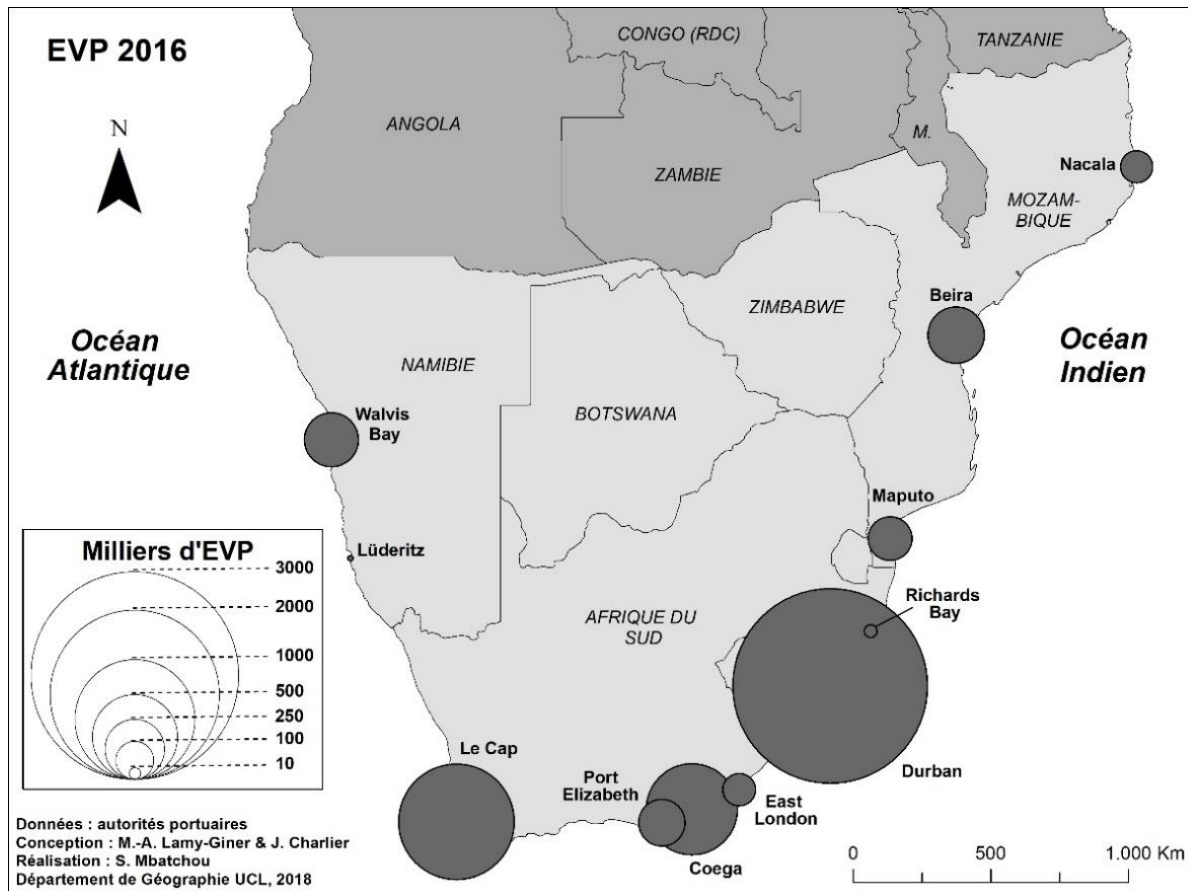 EVP 2016
N
CONGO (RDC)
TANZANIE
ANGOLA
M.
ZAMBIE
Nacala
MOZAM-
BIQUE
Océan
Atlantique
ZIMBABWE
Beira
Océan
Indien
NAMIBIE
BOTSWANA
Walvis
Bay
Maputo
Lüderitz
Richards
Bay
AFRIQUE DU
SUD
Milliers d'EVP
3000
2000
1000
500
250
100
10
Le Cap
Port
Elizabeth
East
London
Durban
Coega
Données : autorités portuaires
Conception : M.-A. Lamy-Giner & J. Charlier
Réalisation : S. Mbatchou
Département de Géographie UCL, 2018
0 500 1.000 Km